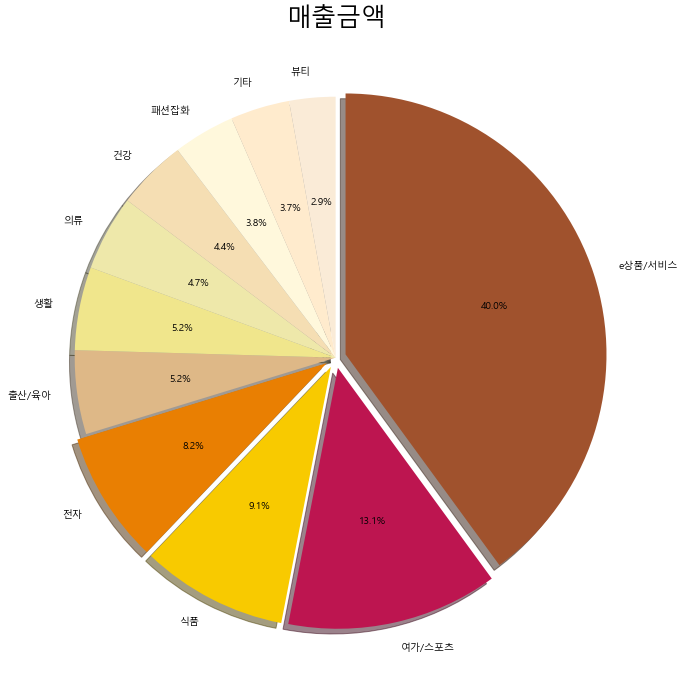 매출금액
뷰티
기타
패션잡화
건강
의류
생활
출산/육아
전자
식품
여가/스포츠
e상품/서비스
2.9%
3.7%
3.8%
4.4%
4.7%
5.2%
5.2%
8.2%
9.1%
13.1%
40.0%